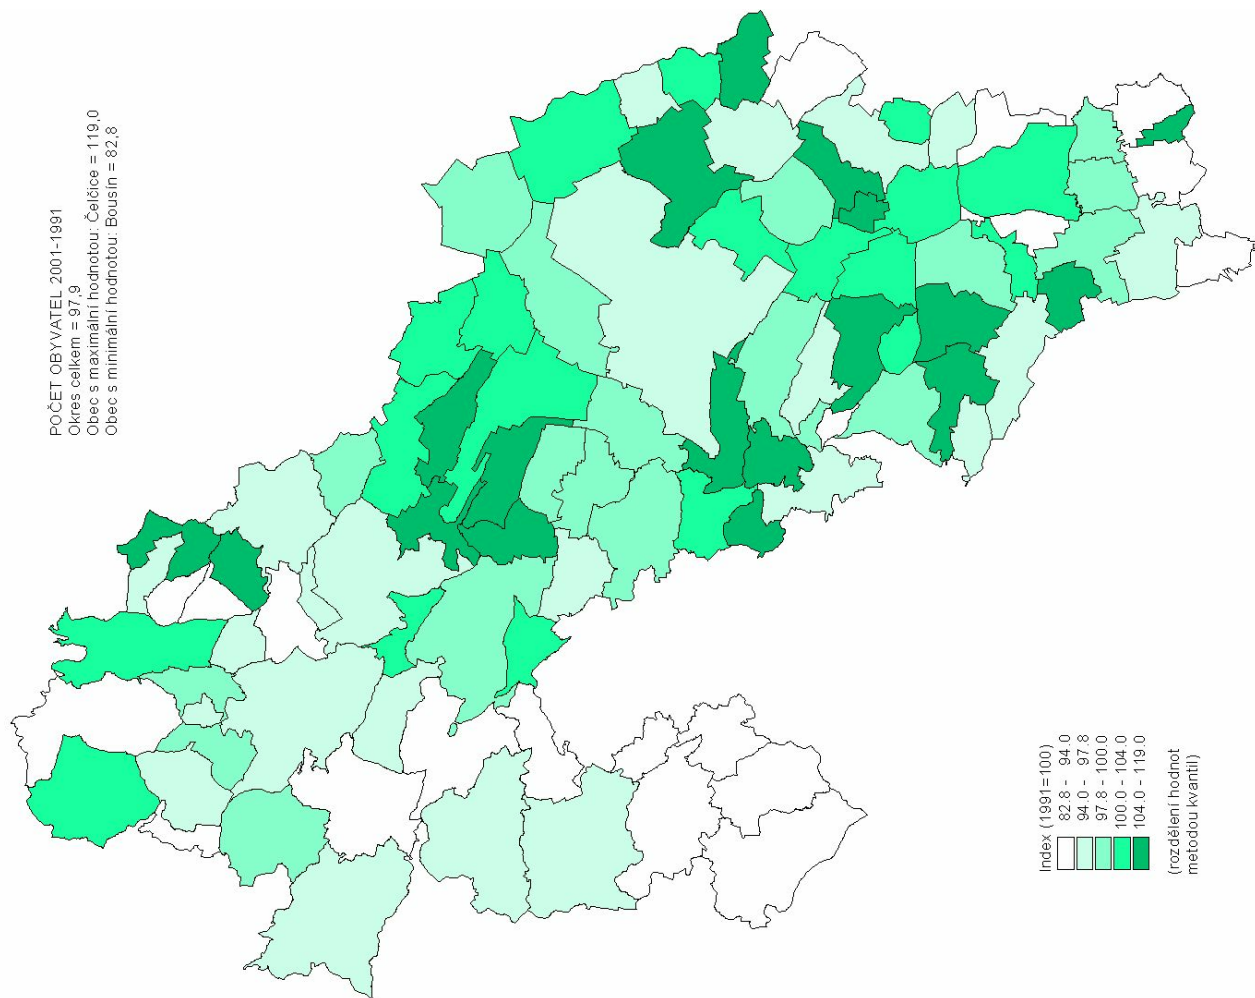 POČET OBYVATEL 2001-1991
Okres celkem = 97,9
Obec s maximální hodnotou: Čelčice = 119,0
Obec s minimální hodnotou: Bousín = 82,8
Index (1991=100)
82.8 - 94.0
94.0 - 97.8
97.8 - 100.0
100.0 - 104.0
104.0 - 119.0
(rozdělení hodnot
metodou kvantil)